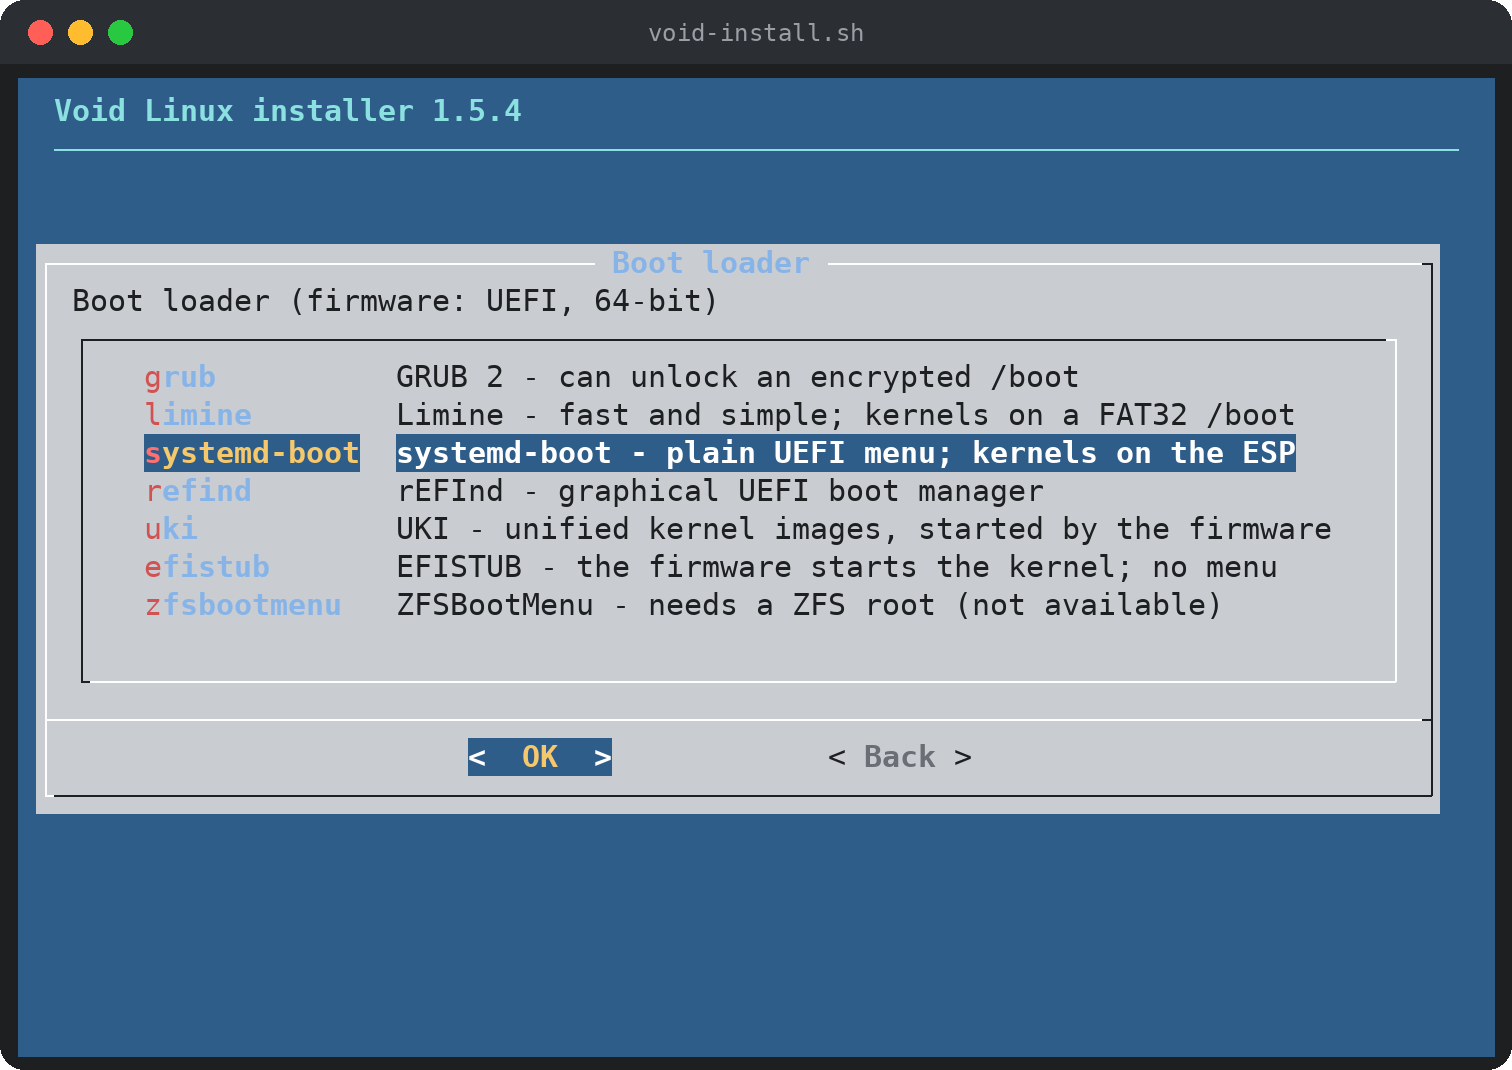 void-install.sh
Void Linux installer 1.5.4
Boot loader
Boot loader (firmware: UEFI, 64-bit)
grub GRUB 2 - can unlock an encrypted /boot
limine Limine - fast and simple; kernels on a FAT32 /boot
systemd-boot systemd-boot - plain UEFI menu; kernels on the ESP
refind rEFInd - graphical UEFI boot manager
uki UKI - unified kernel images, started by the firmware
efistub EFISTUB - the firmware starts the kernel; no menu
zfsbootmenu ZFSBootMenu - needs a ZFS root (not available)
<  OK  > < Back >